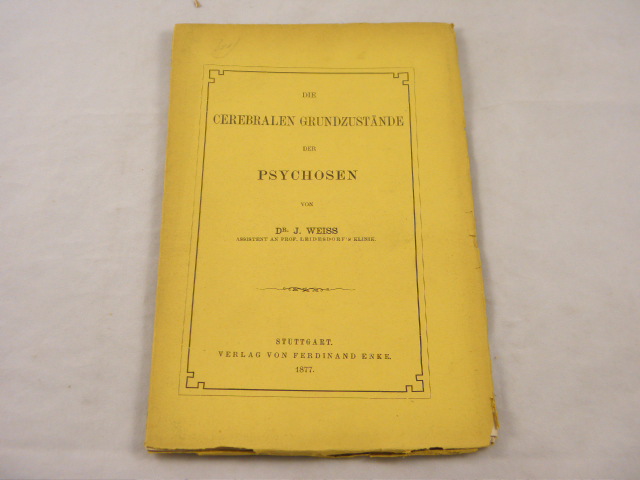 DIE
CEREBRALEN GRUNDZUSTÄNDE
DER
PSYCHOSEN
VON
DR. J. WEISS
ASSISTENT AN PROF. LEIDESDORF'S KLINIK.
STUTTGART.
VERLAG VON FERDINAND ENKE.
1877.